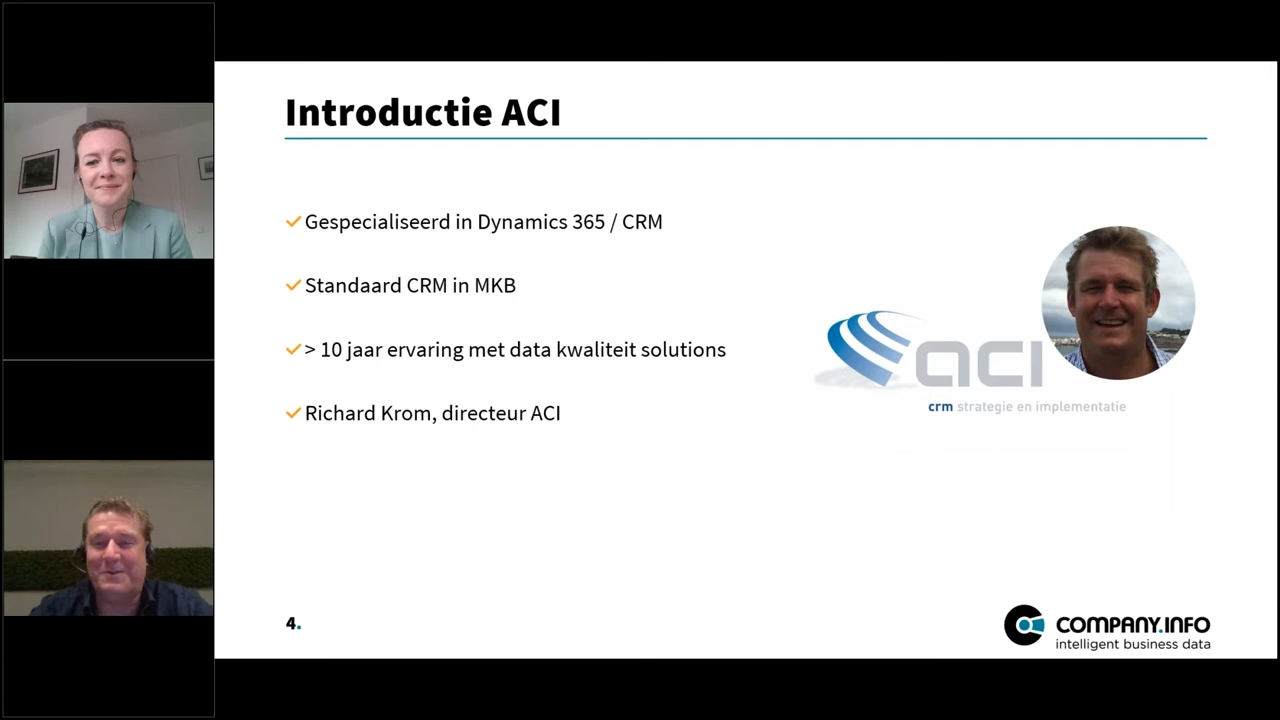 Introductie ACI
Gespecialiseerd in Dynamics 365 / CRM
Standaard CRM in MKB
> 10 jaar ervaring met data kwaliteit solutions
Richard Krom, directeur ACI
aci
crm strategie en implementatie
4.
COMPANY.INFO
intelligent business data